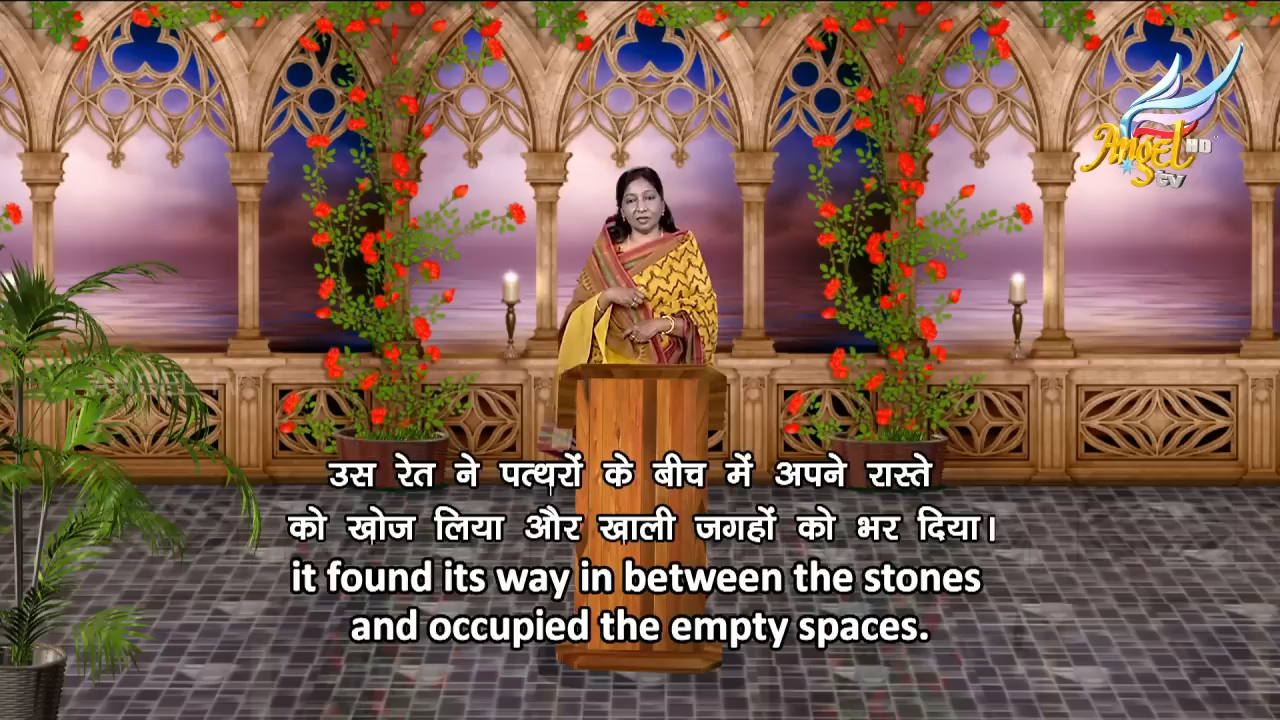 Angel HD
tv
उस रेत ने पत्थरों के बीच में अपने रास्ते
को खोज लिया और खाली जगहों को भर दिया।
it found its way in between the stones
and occupied the empty spaces.